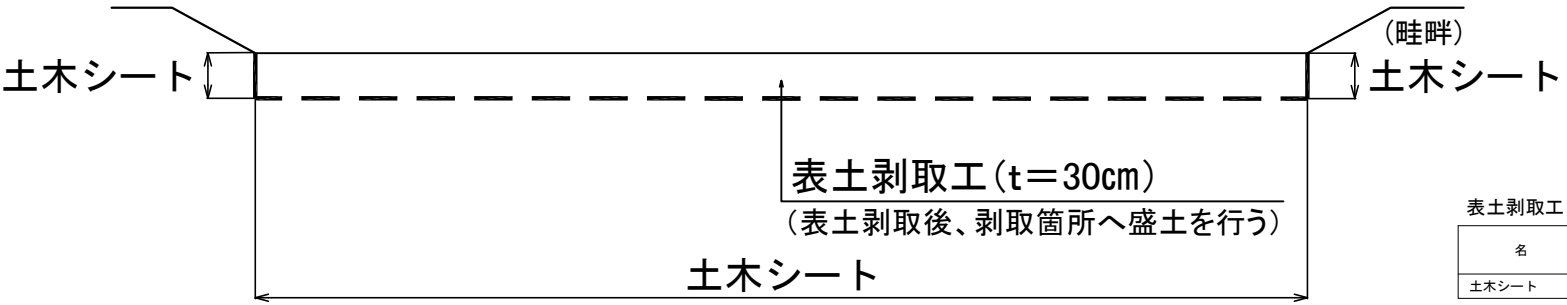 (畦畔)
土木シート
土木シート
表土剥取工(t＝30㎝)
(表土剥取後、剥取箇所へ盛土を行う)
土木シート
表土剥取工
名
土木シート